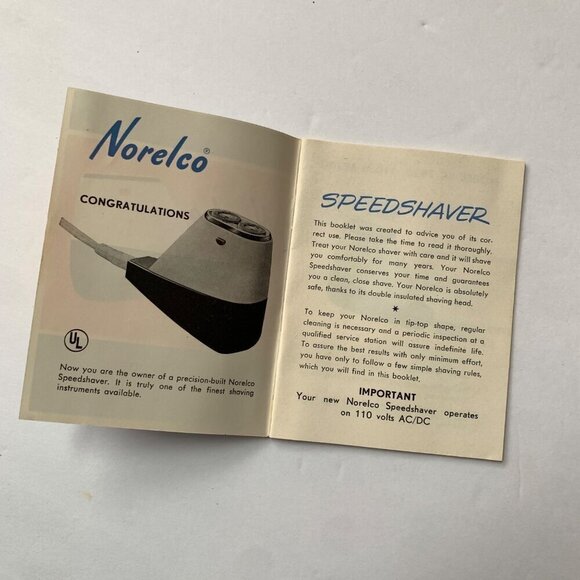 Norelco®
CONGRATULATIONS
UL
Now you are the owner of a precision-built Norelco
Speedshaver. It is truly one of the finest shaving
instruments available.
SPEEDSHAVER
This booklet was created to advice you of its cor-
rect use. Please take the time to read it thoroughly.
Treat your Norelco shaver with care and it will shave
you comfortably for many years. Your Norelco
Speedshaver conserves your time and guarantees
you a clean, close shave. Your Norelco is absolutely
safe, thanks to its double insulated shaving head.
*
To keep your Norelco in tip-top shape, regular
cleaning is necessary and a periodic inspection at a
qualified service station will assure indefinite life.
To assure the best results with only minimum effort,
you have only to follow a few simple shaving rules,
which you will find in this booklet.
IMPORTANT
Your new Norelco Speedshaver operates
on 110 volts AC/DC